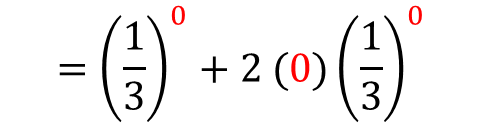 = (1/3)^0 + 2 (0) (1/3)^0